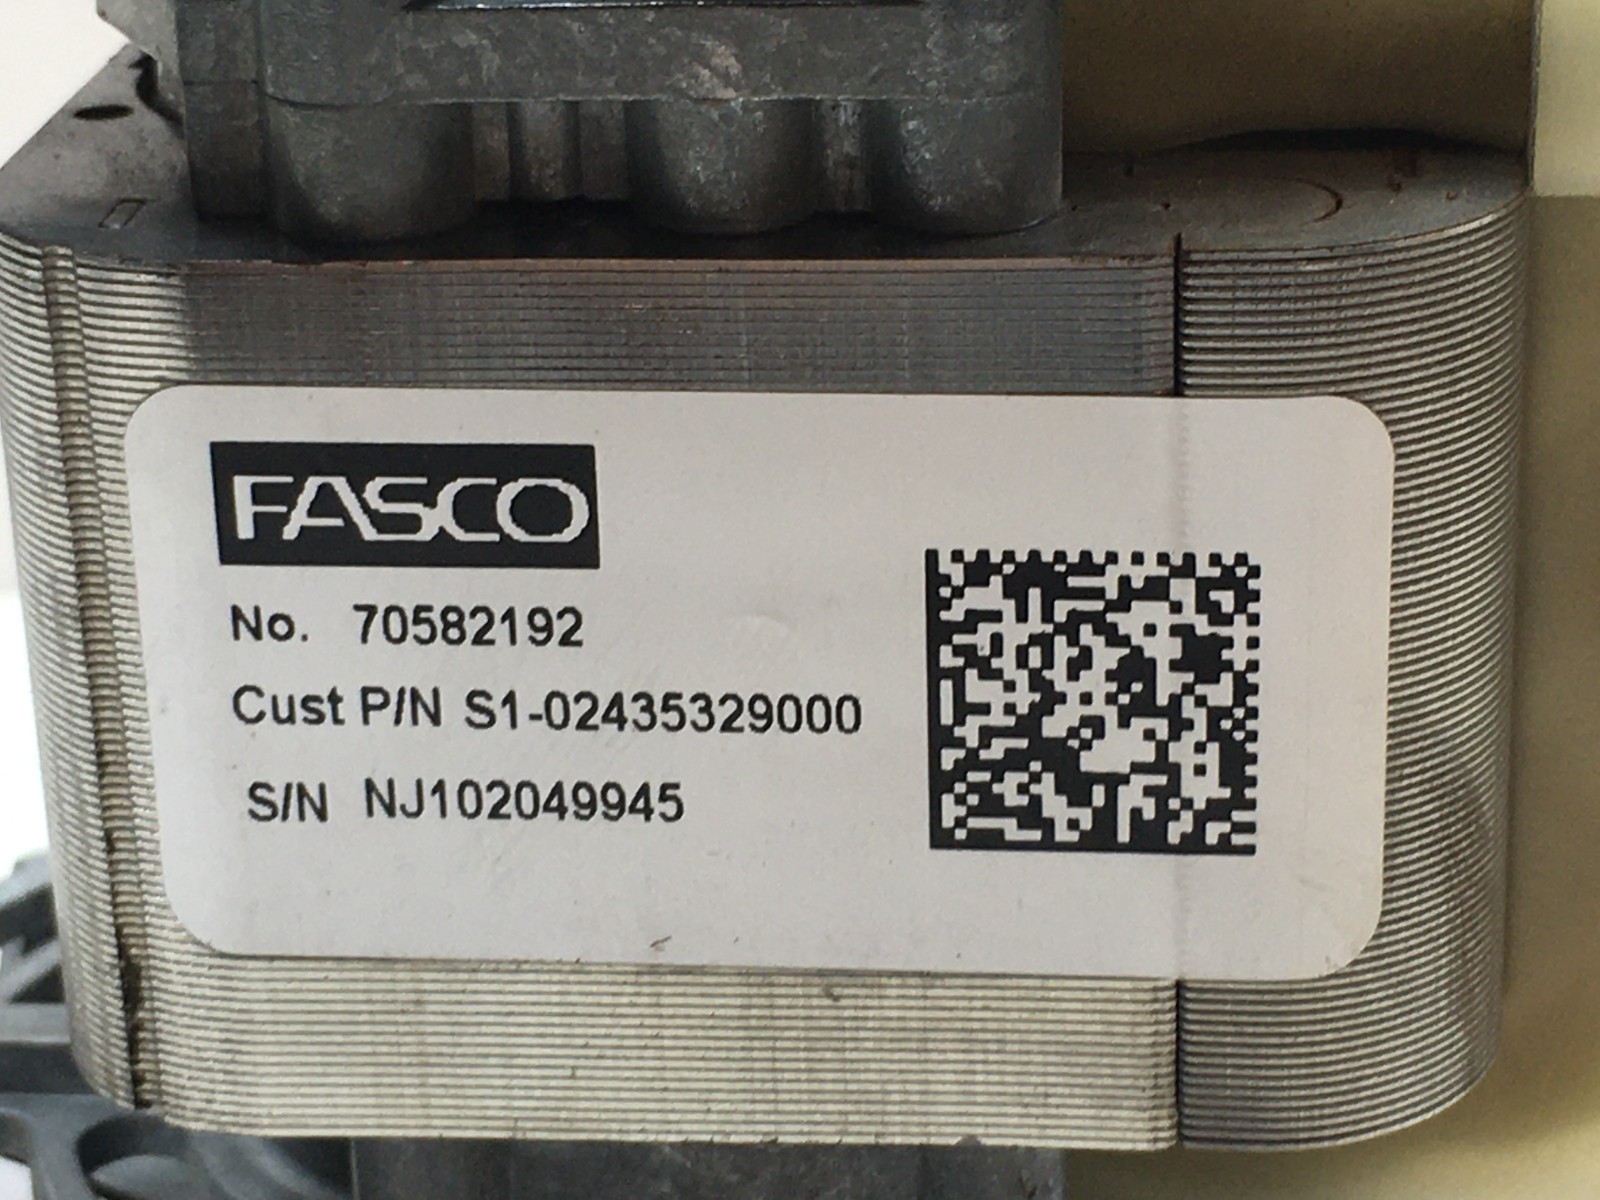 FASCO
No. 70582192
Cust P/N S1-02435329000
S/N NJ102049945